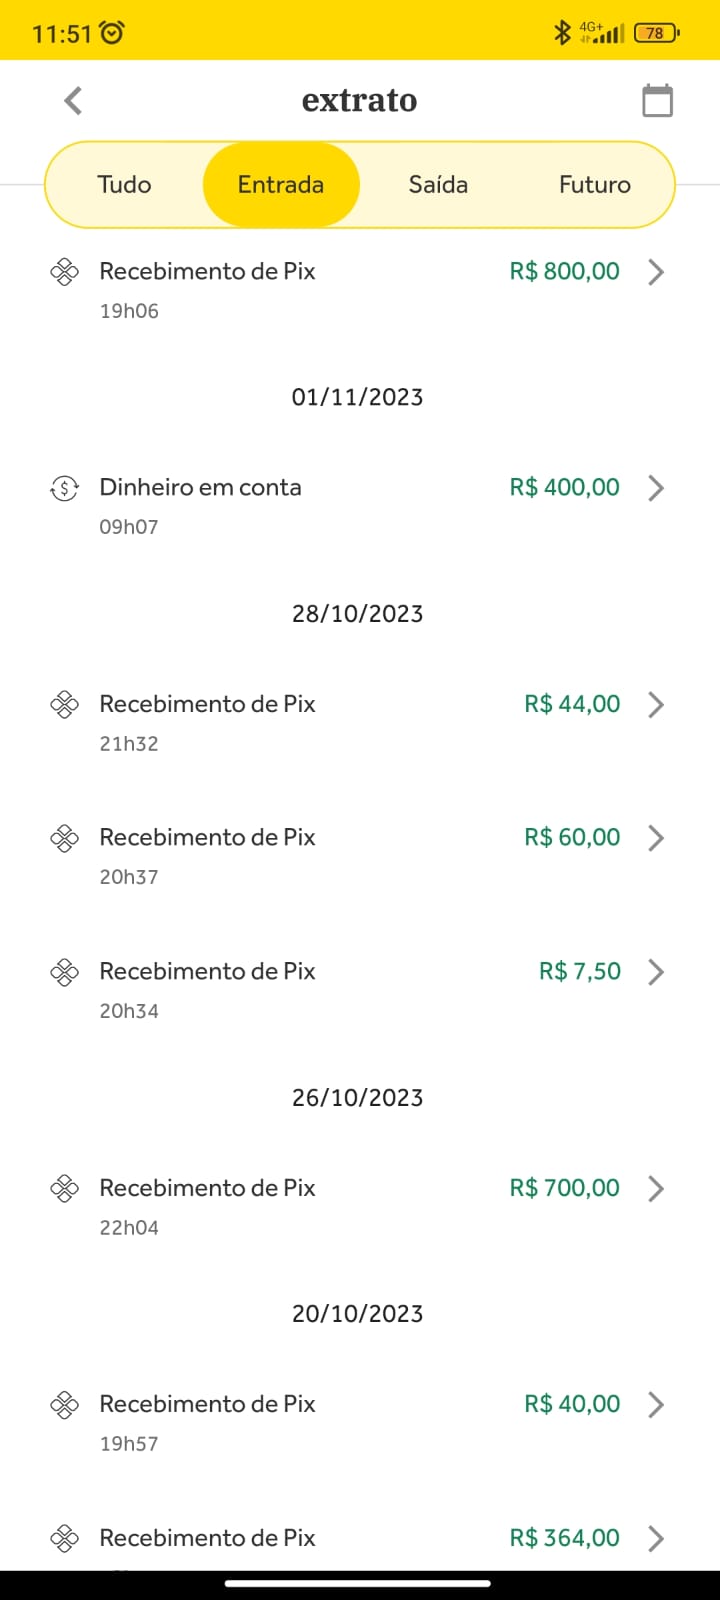 11:51
4G+
78
extrato
Tudo Entrada Saída Futuro
Recebimento de Pix R$ 800,00
19h06
01/11/2023
Dinheiro em conta R$ 400,00
09h07
28/10/2023
Recebimento de Pix R$ 44,00
21h32
Recebimento de Pix R$ 60,00
20h37
Recebimento de Pix R$ 7,50
20h34
26/10/2023
Recebimento de Pix R$ 700,00
22h04
20/10/2023
Recebimento de Pix R$ 40,00
19h57
Recebimento de Pix R$ 364,00